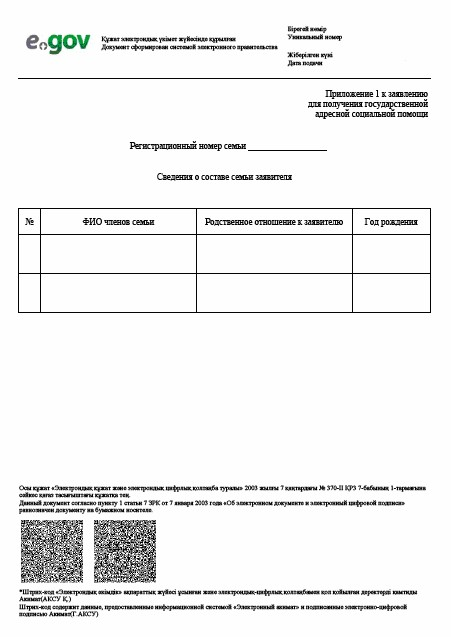 e.gov
Құжат электрондық үкімет жүйесінде құрылған
Документ сформирован системой электронного правительства
Бірегей нөмір
Уникальный номер
Жіберілген күні
Дата подачи
Приложение 1 к заявлению
для получения государственной
адресной социальной помощи
Регистрационный номер семьи __________________
Сведения о составе семьи заявителя
№ ФИО членов семьи Родственное отношение к заявителю Год рождения
Осы құжат «Электрондық құжат және электрондық цифрлық қолтаңба туралы» 2003 жылғы 7 қаңтардағы № 370-II ҚРЗ 7-бабының 1-тармағына
сәйкес қағаз тасығыштағы құжатқа тең.
Данный документ согласно пункту 1 статьи 7 ЗРК от 7 января 2003 года «Об электронном документе и электронный цифровой подписи»
равнозначен документу на бумажном носителе.
*Штрих-код «Электрондық әкімдік» ақпараттық жүйесі ұсынған және электрондық-цифрлық қолтаңбамен қол қойылған деректерді қамтиды
Акимат(АКСУ Қ.)
Штрих-код содержит данные, предоставленные информационной системой «Электронный акимат» и подписанные электронно-цифровой
подписью Акимат(Г.АКСУ)